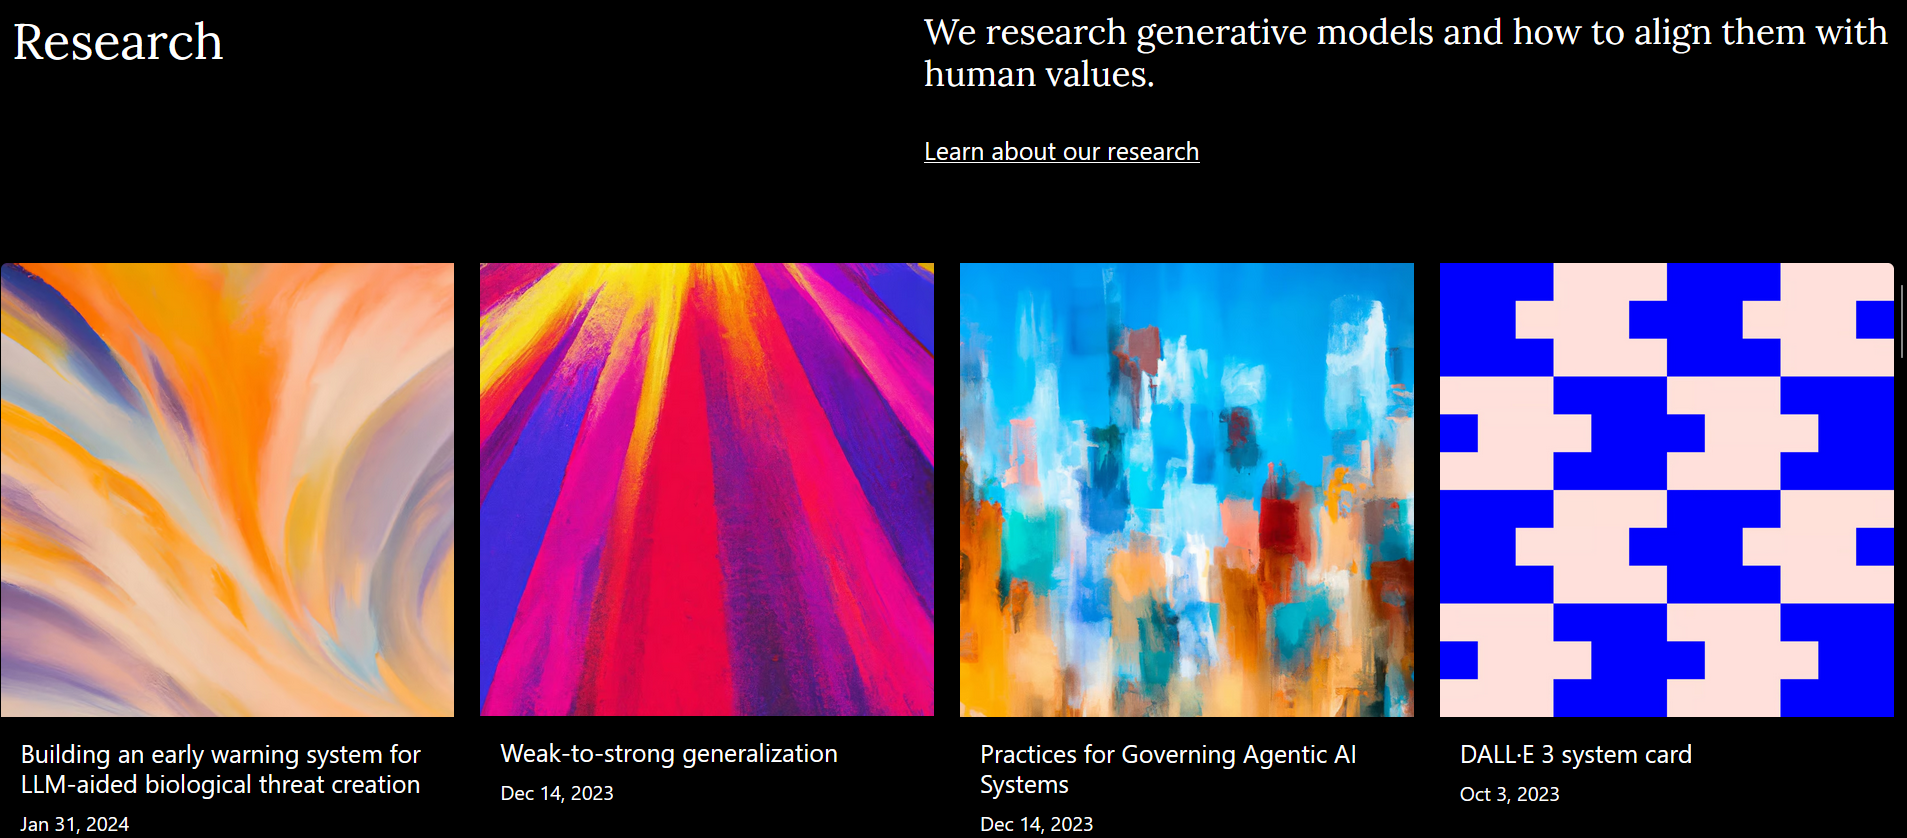 Research
We research generative models and how to align them with
human values.
Learn about our research
Building an early warning system for
LLM-aided biological threat creation
Jan 31, 2024
Weak-to-strong generalization
Dec 14, 2023
Practices for Governing Agentic AI
Systems
Dec 14, 2023
DALL·E 3 system card
Oct 3, 2023